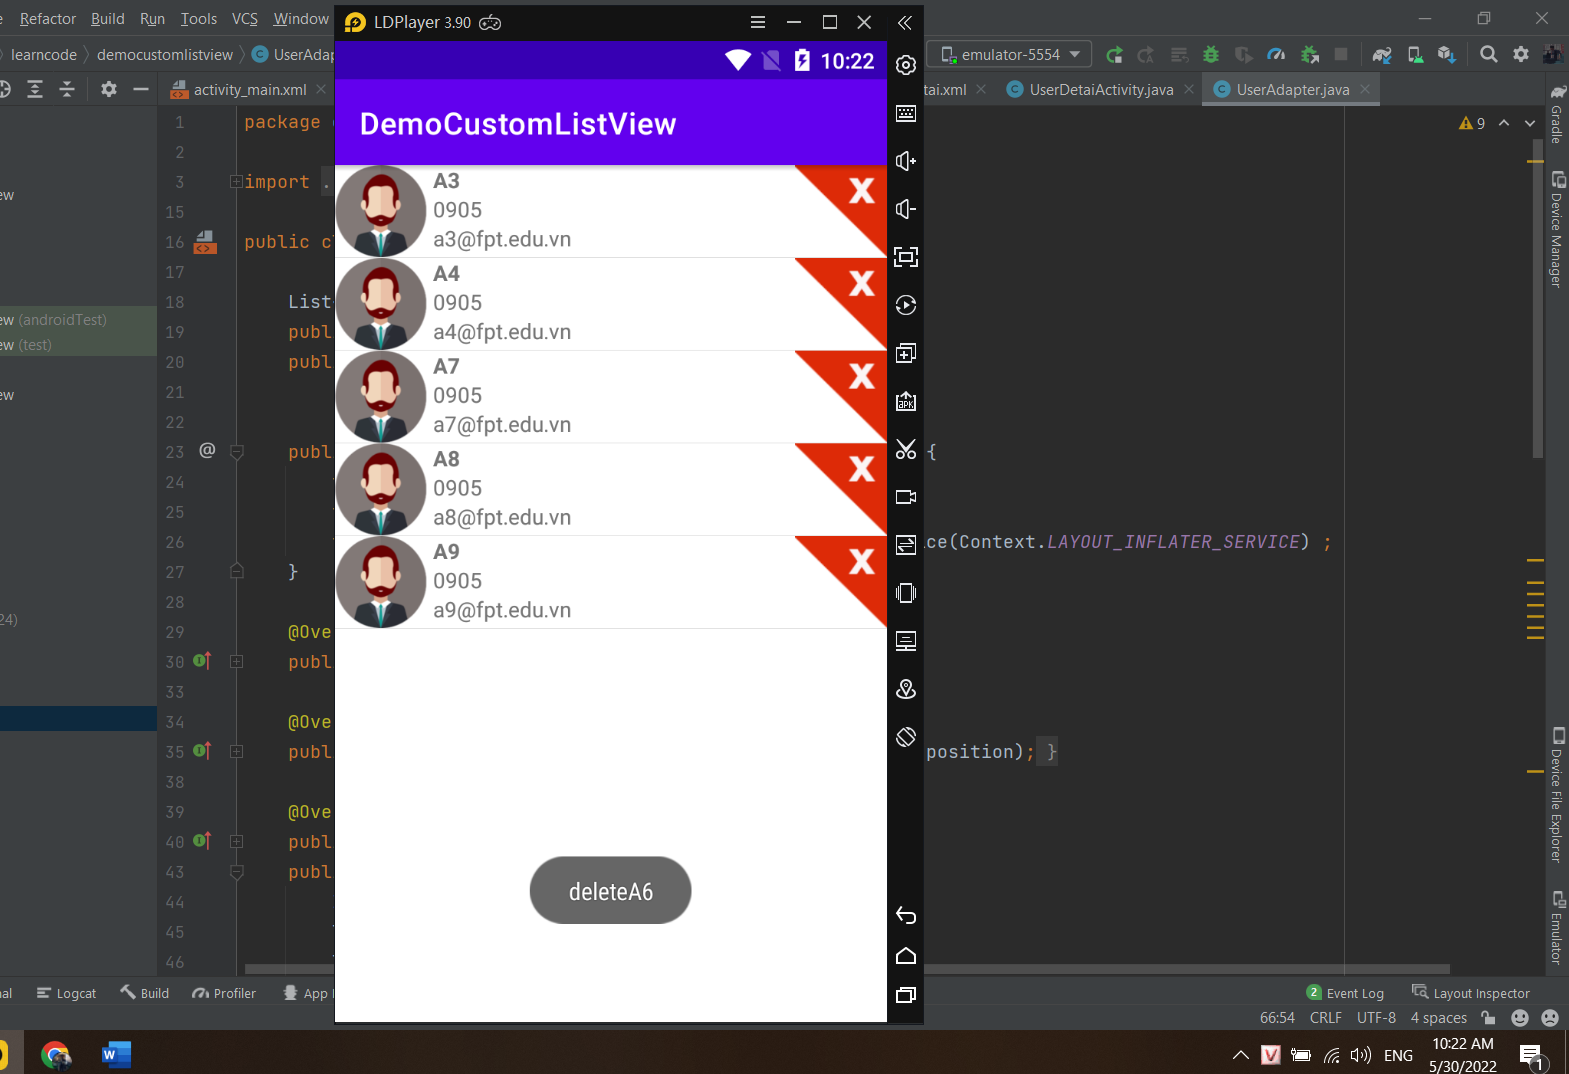 Refactor Build Run Tools VCS Window
LDPlayer 3.90
learncode democustomlistview UserAdap
emulator-5554
activity_main.xml
tai.xml UserDetaiActivity.java UserAdapter.java
10:22
DemoCustomListView
A3
0905
a3@fpt.edu.vn
X
A4
0905
a4@fpt.edu.vn
X
A7
0905
a7@fpt.edu.vn
X
A8
0905
a8@fpt.edu.vn
X
A9
0905
a9@fpt.edu.vn
X
deleteA6
ew
ew (androidTest)
ew (test)
ew
24)
1 package
2
3 import .
15
16 public c
17
18 List
19 publ
20 publ
21
22
23 @ publ {
24
25
26 ce(Context.LAYOUT_INFLATER_SERVICE) ;
27 }
28
29 @Ove
30 publ
33
34 @Ove
35 publ position); }
38
39 @Ove
40 publ
43 publ
44
45
46
9
APK
Gradle
Device Manager
Device File Explorer
Emulator
nal Logcat Build Profiler App
2 Event Log Layout Inspector
66:54 CRLF UTF-8 4 spaces
W
V
ENG
10:22 AM
5/30/2022
1